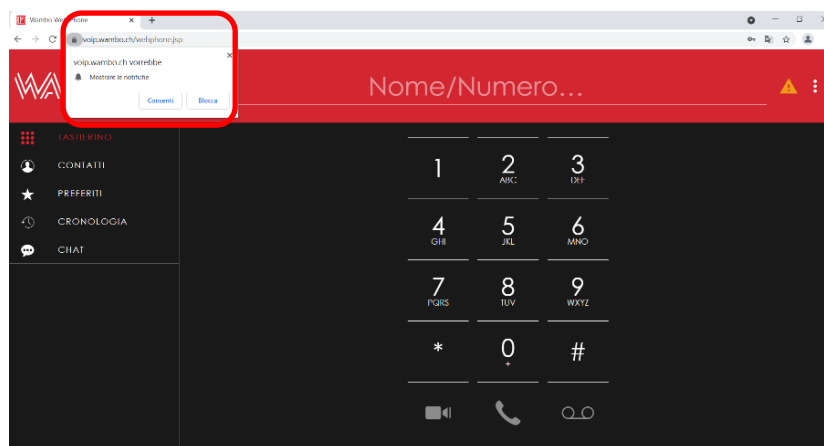 Wambo Web Phone
voip.wambo.ch/webphone.jsp
voip.wambo.ch vorrebbe
Mostrare le notifiche
Consenti Blocca
WA
Nome/Numero...
TASTIERINO
CONTATTI
PREFERITI
CRONOLOGIA
CHAT
1 2 3
ABC DEF
4 5 6
GHI JKL MNO
7 8 9
PQRS TUV WXYZ
* 0 #
+